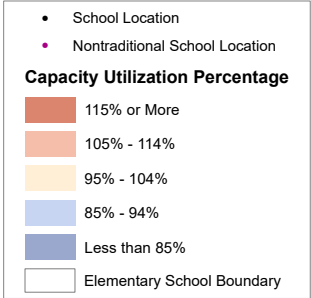 School Location
Nontraditional School Location
Capacity Utilization Percentage
115% or More
105% - 114%
95% - 104%
85% - 94%
Less than 85%
Elementary School Boundary